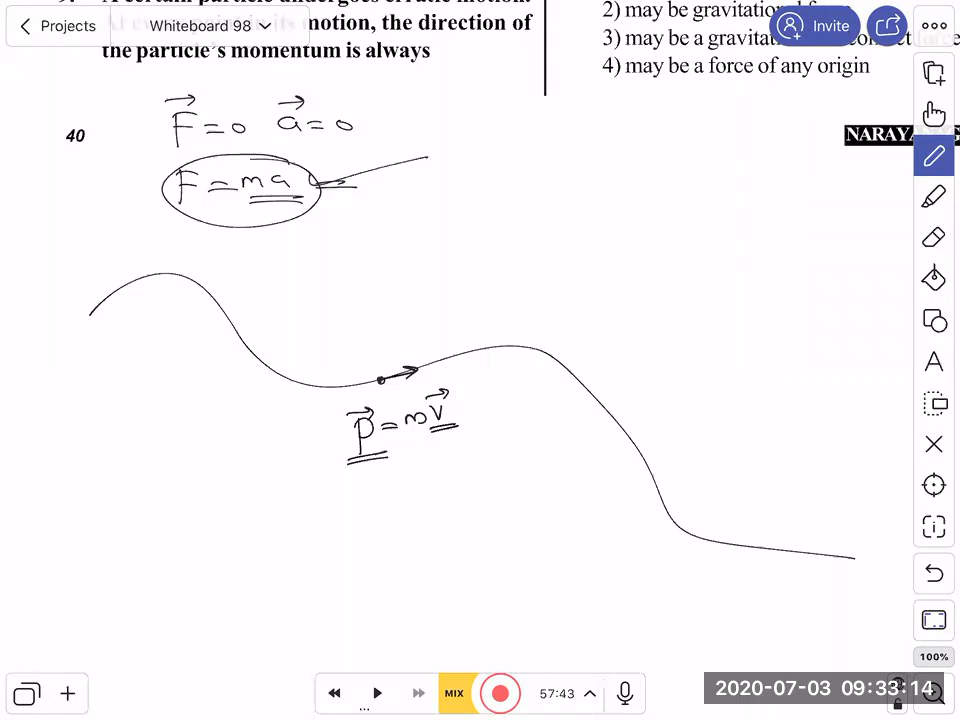 Projects
Whiteboard 98
motion, the direction of
the particle's momentum is always
2) may be gravitational force
3) may be a
4) may be a force of any origin
Invite
40
F = 0 a = 0
F = ma
p = mv
100%
MIX
57:43
2020-07-03 09:33:14